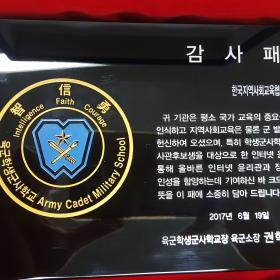 智 信 勇
Intelligence Faith Courage
육군학생군사학교 Army Cadet Military School
감 사 패
한국지역사회교육협
귀 기관은 평소 국가 교육의 중요
인식하고 지역사회교육은 물론 군 발
헌신하여 오셨으며, 특히 학생군사
사관후보생을 대상으로 한 인터넷 윤
통해 올바른 인터넷 윤리관과 장
인성을 함양하는데 기여하신 바 크므
뜻을 이 패에 소중히 담아 드립니다
2017년 6월 19일
육군학생군사학교장 육군소장 권